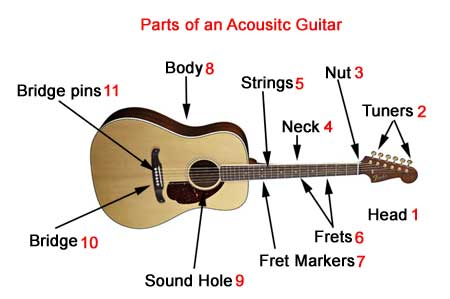 Parts of an Acousitc Guitar
Body 8
Nut 3
Bridge pins 11
Strings 5
Tuners 2
Neck 4
Head 1
Bridge 10
Frets 6
Fret Markers 7
Sound Hole 9